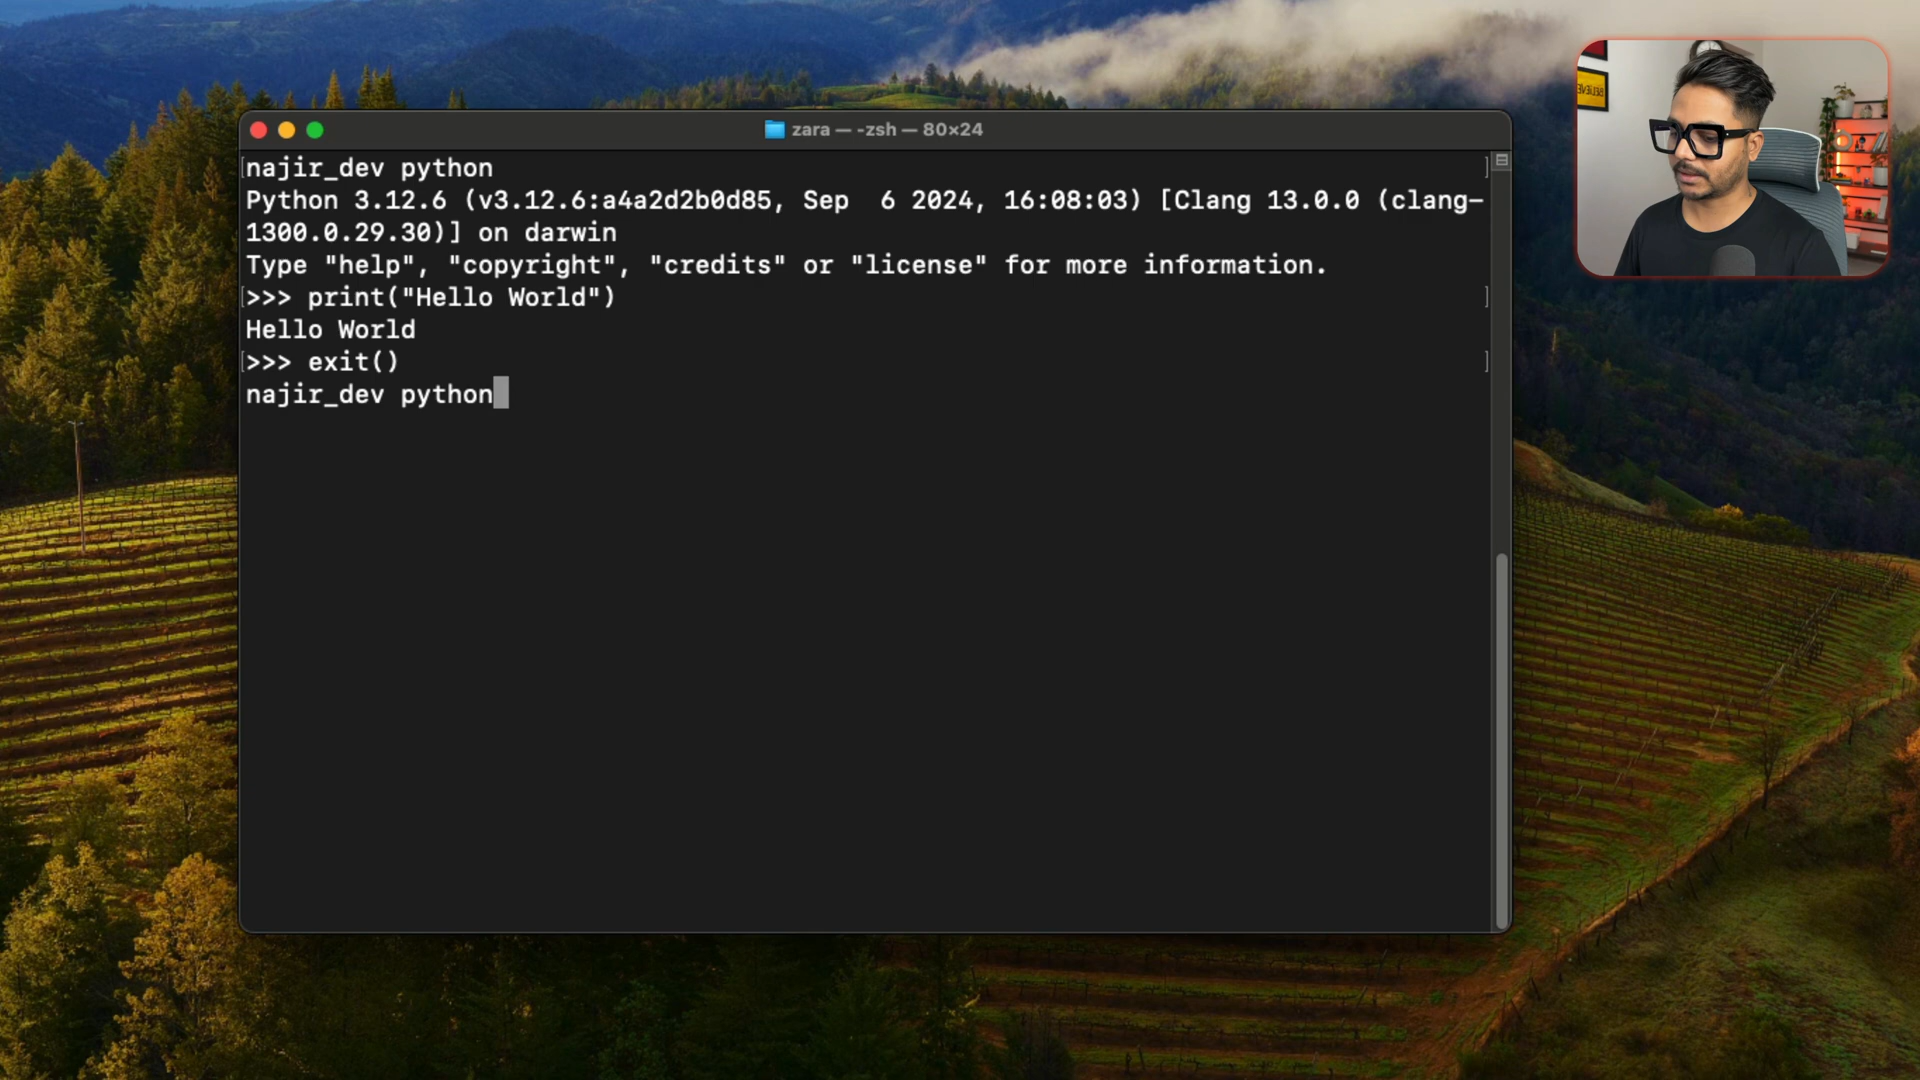 zara — -zsh — 80×24
BELIEVE
najir_dev python
Python 3.12.6 (v3.12.6:a4a2d2b0d85, Sep  6 2024, 16:08:03) [Clang 13.0.0 (clang-
1300.0.29.30)] on darwin
Type "help", "copyright", "credits" or "license" for more information.
>>> print("Hello World")
Hello World
>>> exit()
najir_dev python